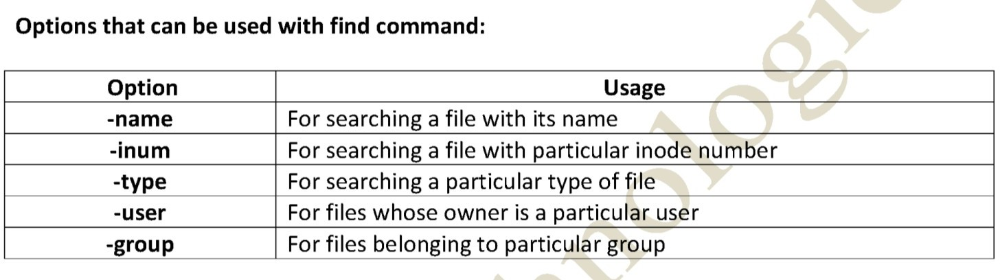 Options that can be used with find command:
Option Usage
-name For searching a file with its name
-inum For searching a file with particular inode number
-type For searching a particular type of file
-user For files whose owner is a particular user
-group For files belonging to particular group